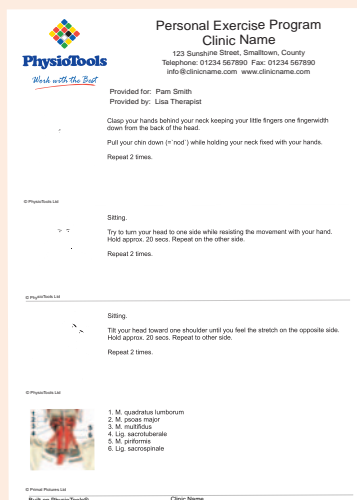 Personal Exercise Program
Clinic Name
123 Sunshine Street, Smalltown, County
Telephone: 01234 567890 Fax: 01234 567890
info@clinicname.com www.clinicname.com
PhysioTools
Work with the Best
Provided for: Pam Smith
Provided by: Lisa Therapist
Clasp your hands behind your neck keeping your little fingers one fingerwidth
down from the back of the head.
Pull your chin down (=`nod`) while holding your neck fixed with your hands.
Repeat 2 times.
© PhysioTools Ltd
Sitting.
Try to turn your head to one side while resisting the movement with your hand.
Hold approx. 20 secs. Repeat on the other side.
Repeat 2 times.
© PhysioTools Ltd
Sitting.
Tilt your head toward one shoulder until you feel the stretch on the opposite side.
Hold approx. 20 secs. Repeat to other side.
Repeat 2 times.
© PhysioTools Ltd
1. M. quadratus lumborum
2. M. psoas major
3. M. multifidus
4. Lig. sacrotuberale
5. M. piriformis
6. Lig. sacrospinale
© Primal Pictures Ltd
Clinic Name